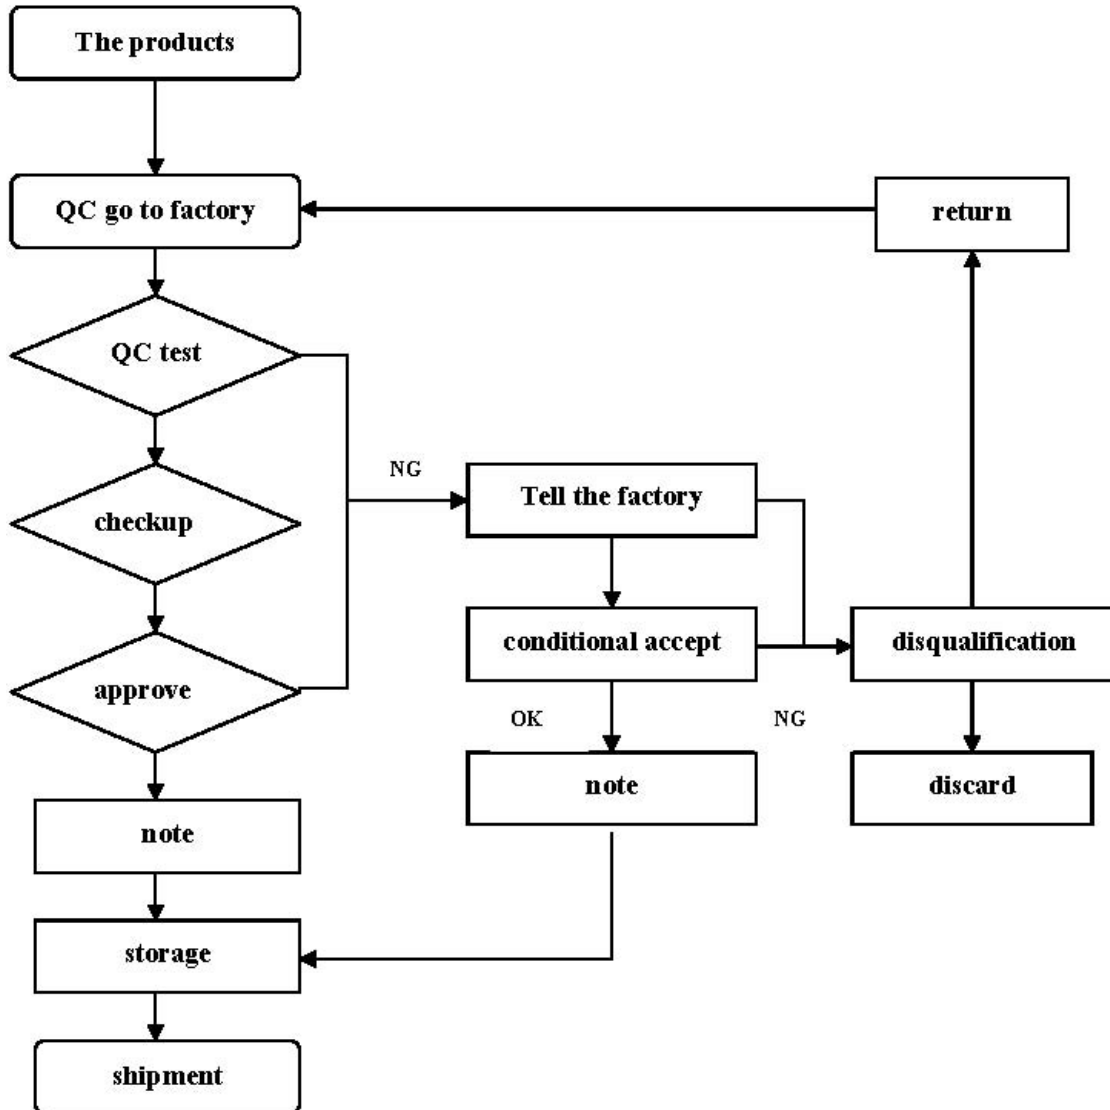 The products
QC go to factory
return
QC test
NG
Tell the factory
checkup
conditional accept
disqualification
approve
OK
NG
note
discard
note
storage
shipment